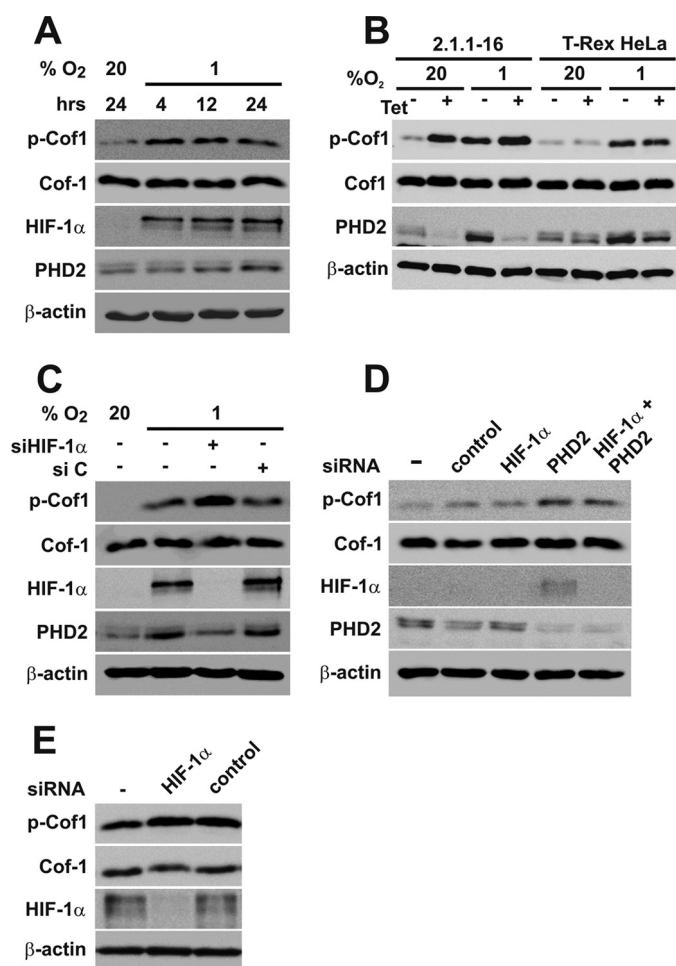 A
% O2 20 1
hrs 24 4 12 24
p-Cof1
Cof-1
HIF-1α
PHD2
β-actin
B
2.1.1-16 T-Rex HeLa
%O2 20 1 20 1
Tet - + - + - + - +
p-Cof1
Cof1
PHD2
β-actin
C
% O2 20 1
siHIF-1α - - + -
si C - - - +
p-Cof1
Cof-1
HIF-1α
PHD2
β-actin
D
siRNA - control HIF-1α PHD2 HIF-1α + PHD2
p-Cof1
Cof-1
HIF-1α
PHD2
β-actin
E
siRNA - HIF-1α control
p-Cof1
Cof-1
HIF-1α
β-actin